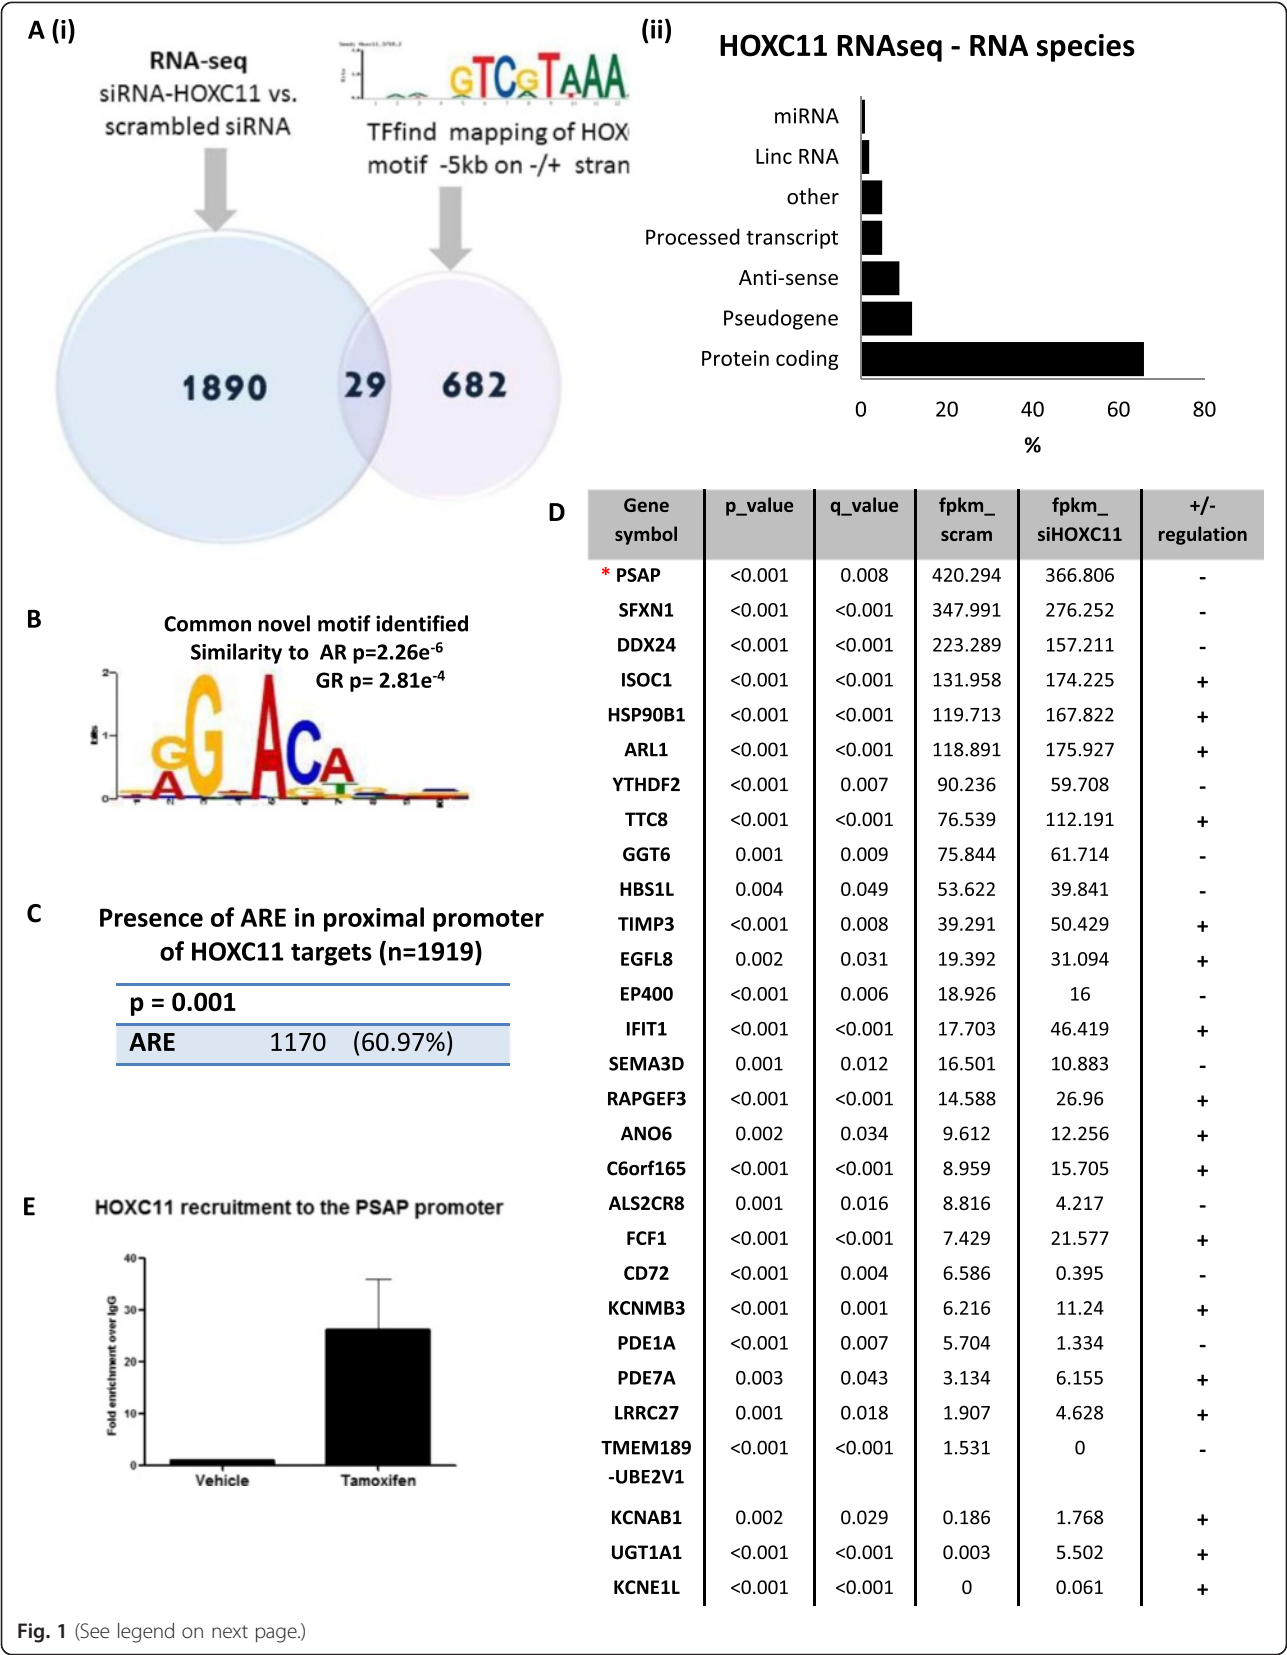 A (i)
RNA-seq
siRNA-HOXC11 vs.
scrambled siRNA
GTCGTAAA
TFfind mapping of HOX
motif -5kb on -/+ stran
1890
29
682
(ii)
HOXC11 RNAseq - RNA species
miRNA
Linc RNA
other
Processed transcript
Anti-sense
Pseudogene
Protein coding
0 20 40 60 80
%
B
Common novel motif identified
Similarity to AR p=2.26e-6
GR p= 2.81e-4
2
1
0
bits
GG ACA
A T
C
Presence of ARE in proximal promoter
of HOXC11 targets (n=1919)
p = 0.001
ARE 1170 (60.97%)
D
Gene symbol p_value q_value fpkm_ scram fpkm_ siHOXC11 +/- regulation
* PSAP <0.001 0.008 420.294 366.806 -
SFXN1 <0.001 <0.001 347.991 276.252 -
DDX24 <0.001 <0.001 223.289 157.211 -
ISOC1 <0.001 <0.001 131.958 174.225 +
HSP90B1 <0.001 <0.001 119.713 167.822 +
ARL1 <0.001 <0.001 118.891 175.927 +
YTHDF2 <0.001 0.007 90.236 59.708 -
TTC8 <0.001 <0.001 76.539 112.191 +
GGT6 0.001 0.009 75.844 61.714 -
HBS1L 0.004 0.049 53.622 39.841 -
TIMP3 <0.001 0.008 39.291 50.429 +
EGFL8 0.002 0.031 19.392 31.094 +
EP400 <0.001 0.006 18.926 16 -
IFIT1 <0.001 <0.001 17.703 46.419 +
SEMA3D 0.001 0.012 16.501 10.883 -
RAPGEF3 <0.001 <0.001 14.588 26.96 +
ANO6 0.002 0.034 9.612 12.256 +
C6orf165 <0.001 <0.001 8.959 15.705 +
ALS2CR8 0.001 0.016 8.816 4.217 -
FCF1 <0.001 <0.001 7.429 21.577 +
CD72 <0.001 0.004 6.586 0.395 -
KCNMB3 <0.001 0.001 6.216 11.24 +
PDE1A <0.001 0.007 5.704 1.334 -
PDE7A 0.003 0.043 3.134 6.155 +
LRRC27 0.001 0.018 1.907 4.628 +
TMEM189 <0.001 <0.001 1.531 0 -
-UBE2V1
KCNAB1 0.002 0.029 0.186 1.768 +
UGT1A1 <0.001 <0.001 0.003 5.502 +
KCNE1L <0.001 <0.001 0 0.061 +
E
HOXC11 recruitment to the PSAP promoter
Fold enrichment over IgG
40
30
20
10
0
Vehicle Tamoxifen
Fig. 1 (See legend on next page.)